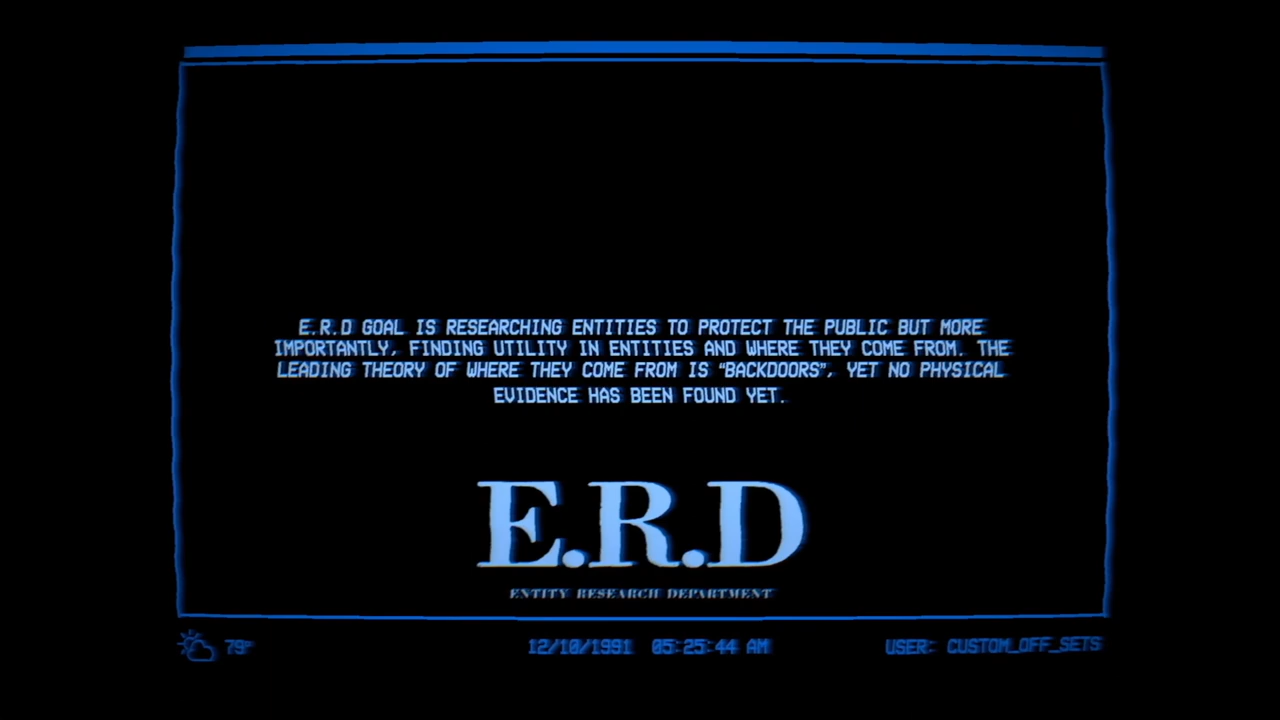 E.R.D GOAL IS RESEARCHING ENTITIES TO PROTECT THE PUBLIC BUT MORE
IMPORTANTLY, FINDING UTILITY IN ENTITIES AND WHERE THEY COME FROM. THE
LEADING THEORY OF WHERE THEY COME FROM IS “BACKDOORS”, YET NO PHYSICAL
EVIDENCE HAS BEEN FOUND YET.
E.R.D
ENTITY RESEARCH DEPARTMENT
79° 12/10/1991 05:25:44 AM USER: CUSTOM_OFF_SETS